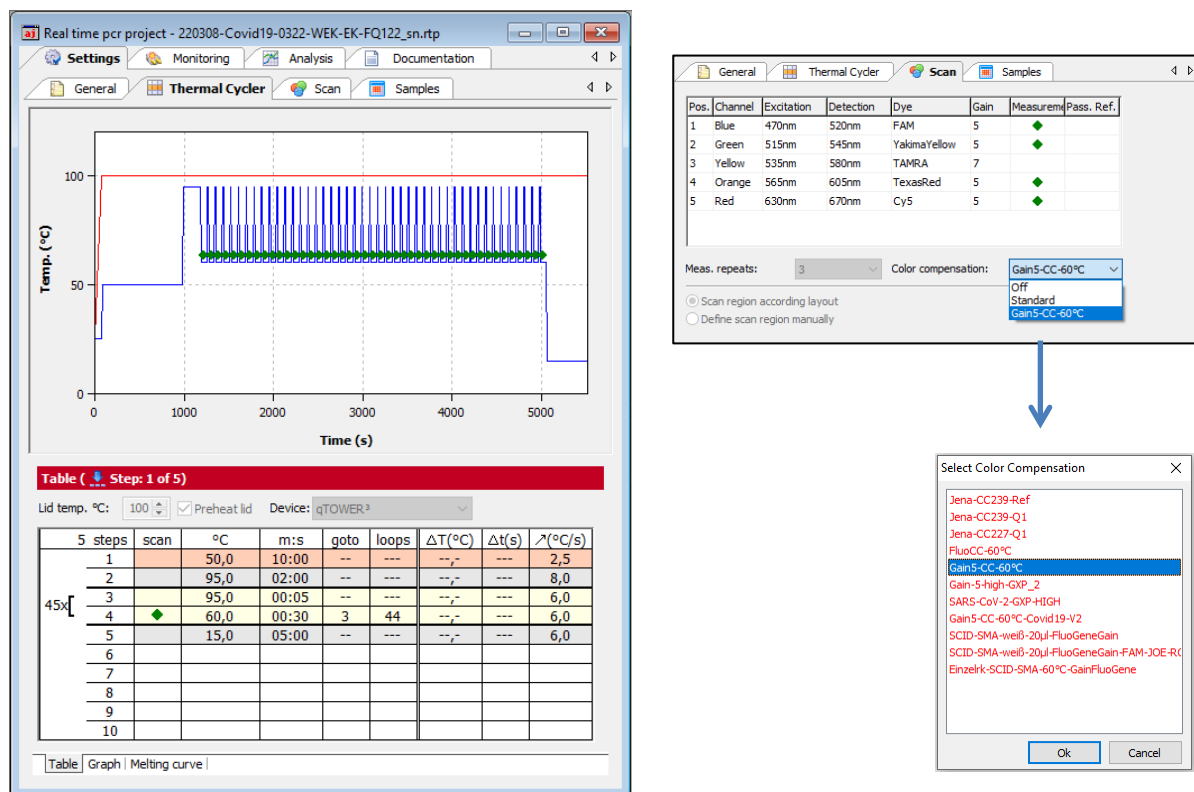 Real time pcr project - 220308-Covid19-0322-WEK-EK-FQ122_sn.rtp
Settings Monitoring Analysis Documentation
General Thermal Cycler Scan Samples
Temp. (°C)
100
50
0
0 1000 2000 3000 4000 5000
Time (s)
Table ( Step: 1 of 5)
Lid temp. °C: 100 Preheat lid Device: qTOWER³
5 steps scan °C m:s goto loops △T(°C) △t(s) ↗(°C/s)
1 50,0 10:00 -- --- --,- --- 2,5
2 95,0 02:00 -- --- --,- --- 8,0
3 95,0 00:05 -- --- --,- --- 6,0
45x[
4 60,0 00:30 3 44 --,- --- 6,0
5 15,0 05:00 -- --- --,- --- 6,0
6
7
8
9
10
Table Graph Melting curve
General Thermal Cycler Scan Samples
Pos. Channel Excitation Detection Dye Gain Measureme Pass. Ref.
1 Blue 470nm 520nm FAM 5
2 Green 515nm 545nm YakimaYellow 5
3 Yellow 535nm 580nm TAMRA 7
4 Orange 565nm 605nm TexasRed 5
5 Red 630nm 670nm Cy5 5
Meas. repeats: 3 Color compensation: Gain5-CC-60°C
Off
Standard
Gain5-CC-60°C
Scan region according layout
Define scan region manually
Select Color Compensation
Jena-CC239-Ref
Jena-CC239-Q1
Jena-CC227-Q1
FluoCC-60°C
Gain5-CC-60°C
Gain-5-high-GXP_2
SARS-CoV-2-GXP-HIGH
Gain5-CC-60°C-Covid19-V2
SCID-SMA-weiß-20µl-FluoGeneGain
SCID-SMA-weiß-20µl-FluoGeneGain-FAM-JOE-RO
Einzelrk-SCID-SMA-60°C-GainFluoGene
Ok Cancel